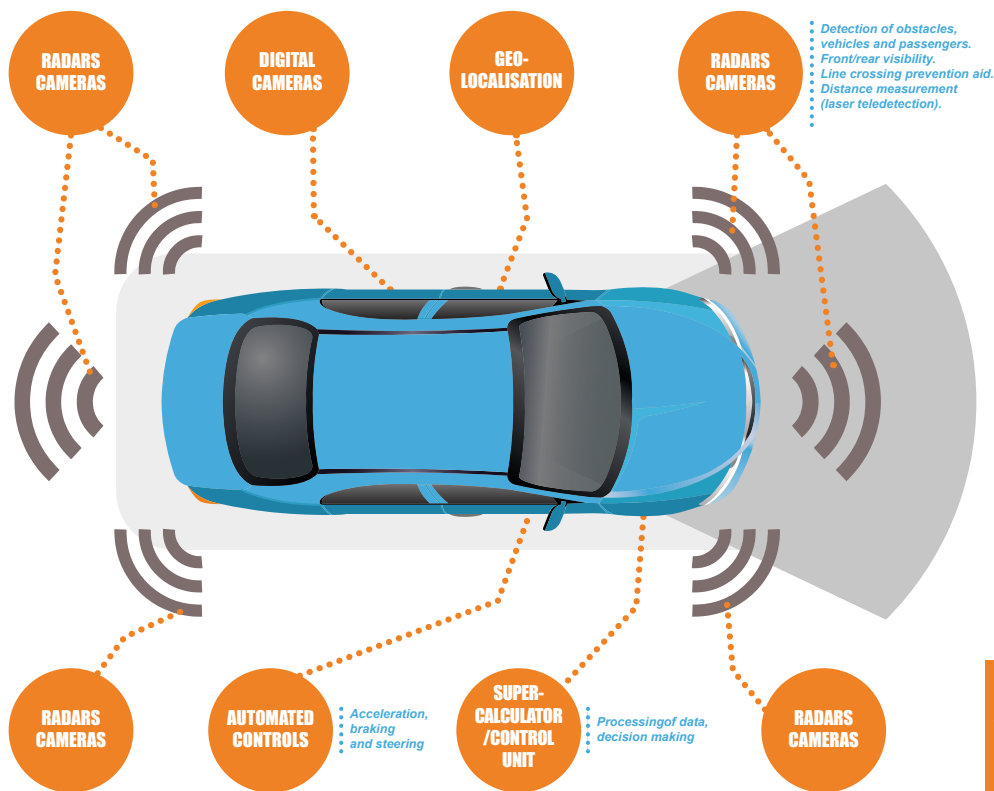 RADARS
CAMERAS
DIGITAL
CAMERAS
GEO-
LOCALISATION
RADARS
CAMERAS
Detection of obstacles,
vehicles and passengers.
Front/rear visibility.
Line crossing prevention aid.
Distance measurement
(laser teledetection).
RADARS
CAMERAS
AUTOMATED
CONTROLS
Acceleration,
braking
and steering
SUPER-
CALCULATOR
/CONTROL
UNIT
Processingof data,
decision making
RADARS
CAMERAS